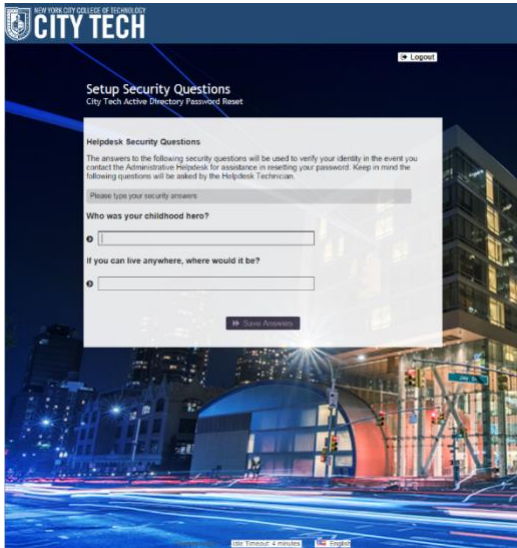 NEW YORK CITY COLLEGE OF TECHNOLOGY
CITY TECH
Logout
Setup Security Questions
City Tech Active Directory Password Reset
Helpdesk Security Questions
The answers to the following security questions will be used to verify your identity in the event you
contact the Administrative Helpdesk for assistance in resetting your password. Keep in mind the
following questions will be asked by the Helpdesk Technician.
Please type your security answers
Who was your childhood hero?
If you can live anywhere, where would it be?
Save Answers
Jay St
Idle Timeout: 4 minutes
English